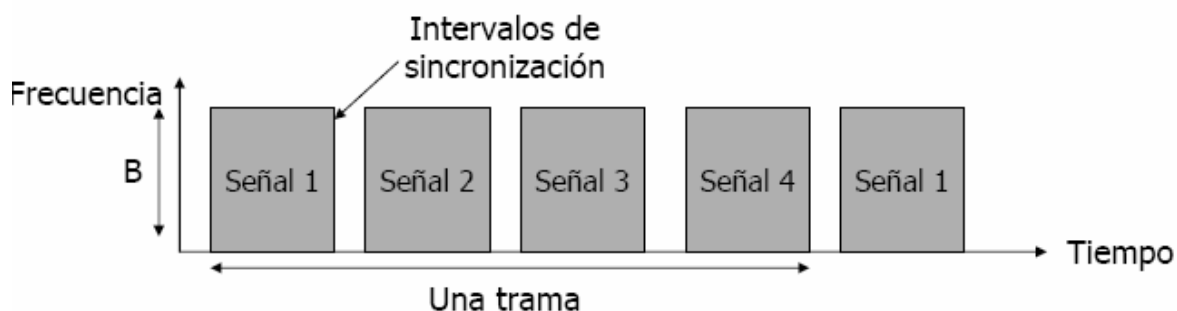 Intervalos de
sincronización
Frecuencia
B
Señal 1
Señal 2
Señal 3
Señal 4
Señal 1
Tiempo
Una trama